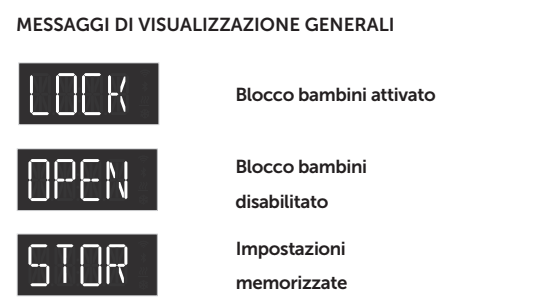 MESSAGGI DI VISUALIZZAZIONE GENERALI
LOCK
Blocco bambini attivato
OPEN
Blocco bambini
disabilitato
STOR
Impostazioni
memorizzate